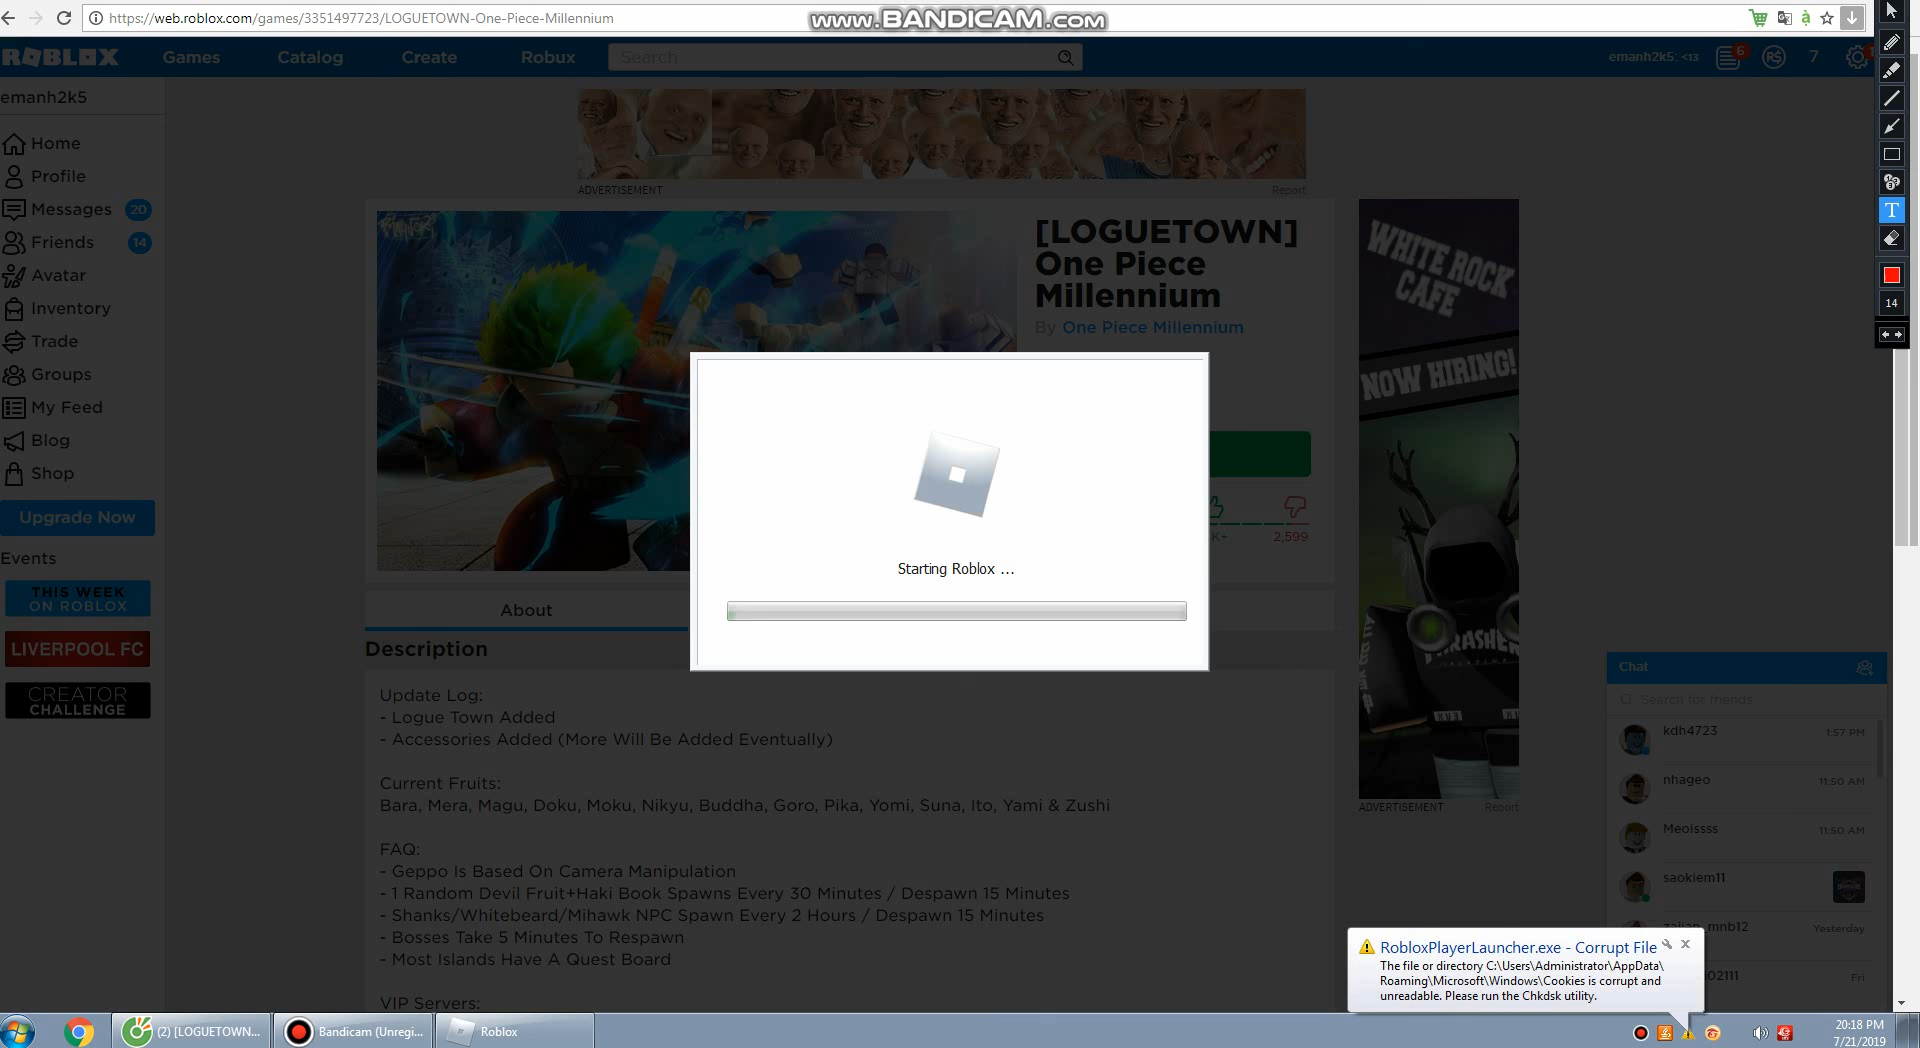 https://web.roblox.com/games/3351497723/LOGUETOWN-One-Piece-Millennium
www.BANDICAM.com
ROBLOX
Games
Catalog
Create
Robux
Search
emanh2k5: <13
6
7
emanh2k5
Home
Profile
Messages 20
Friends 14
Avatar
Inventory
Trade
Groups
My Feed
Blog
Shop
Upgrade Now
Events
THIS WEEK
ON ROBLOX
LIVERPOOL FC
CREATOR
CHALLENGE
ADVERTISEMENT
Report
[LOGUETOWN]
One Piece
Millennium
By One Piece Millennium
K+
2,599
Starting Roblox ...
About
Description
Update Log:
- Logue Town Added
- Accessories Added (More Will Be Added Eventually)
Current Fruits:
Bara, Mera, Magu, Doku, Moku, Nikyu, Buddha, Goro, Pika, Yomi, Suna, Ito, Yami & Zushi
FAQ:
- Geppo Is Based On Camera Manipulation
- 1 Random Devil Fruit+Haki Book Spawns Every 30 Minutes / Despawn 15 Minutes
- Shanks/Whitebeard/Mihawk NPC Spawn Every 2 Hours / Despawn 15 Minutes
- Bosses Take 5 Minutes To Respawn
- Most Islands Have A Quest Board
VIP Servers:
WHITE ROCK
CAFE
NOW HIRING!
THRASHER
ADVERTISEMENT
Report
T
14
Chat
Search for friends
kdh4723
1:57 PM
nhageo
11:50 AM
Meoissss
11:50 AM
saokiem11
zaijan_mnb12
Yesterday
02111
Fri
RobloxPlayerLauncher.exe - Corrupt File
The file or directory C:\Users\Administrator\AppData\
Roaming\Microsoft\Windows\Cookies is corrupt and
unreadable. Please run the Chkdsk utility.
(2) [LOGUETOWN...
Bandicam (Unregi...
Roblox
20:18 PM
7/21/2019